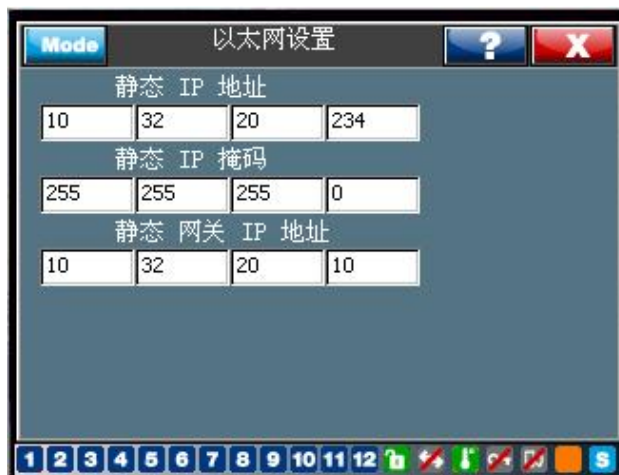 Mode 以太网设置 ? X
静态 IP 地址
10 32 20 234
静态 IP 掩码
255 255 255 0
静态 网关 IP 地址
10 32 20 10
1 2 3 4 5 6 7 8 9 10 11 12 S